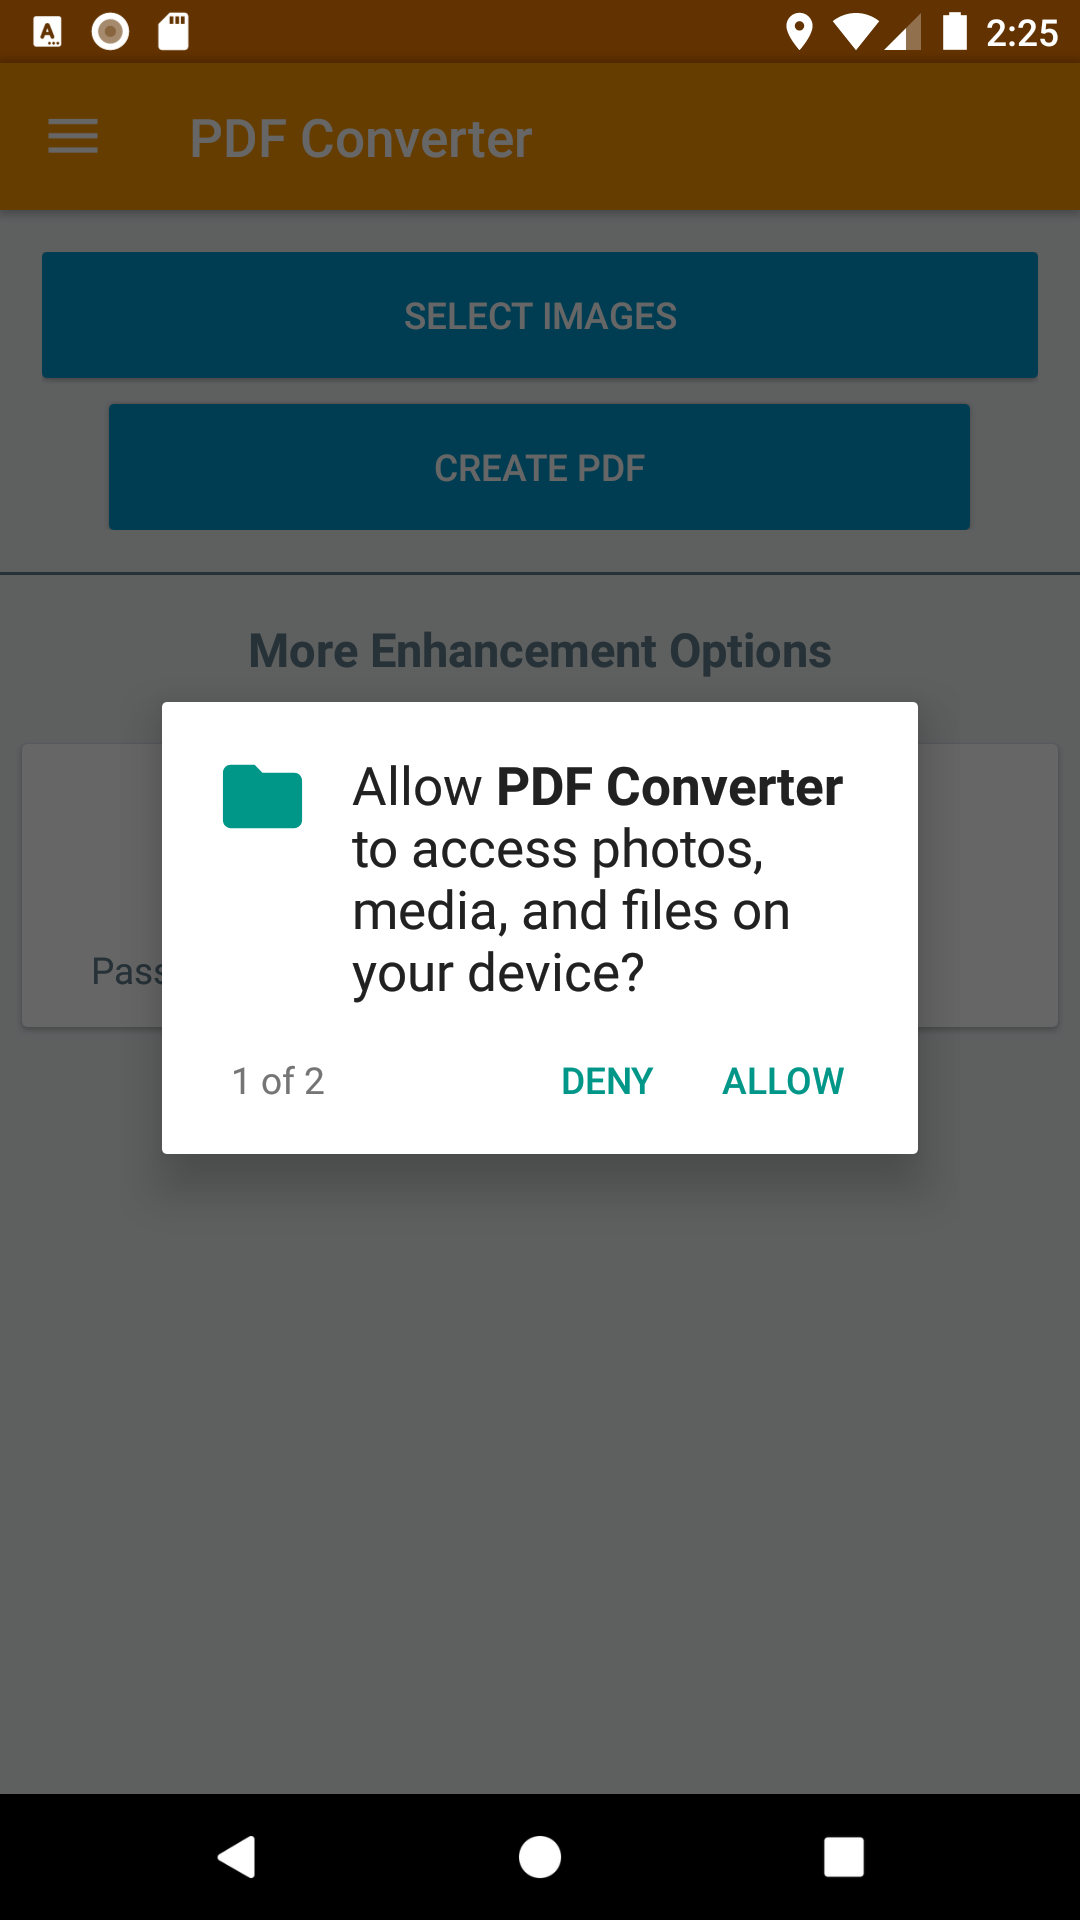 2:25
PDF Converter
SELECT IMAGES
CREATE PDF
More Enhancement Options
Allow PDF Converter
to access photos,
media, and files on
your device?
1 of 2
DENY
ALLOW